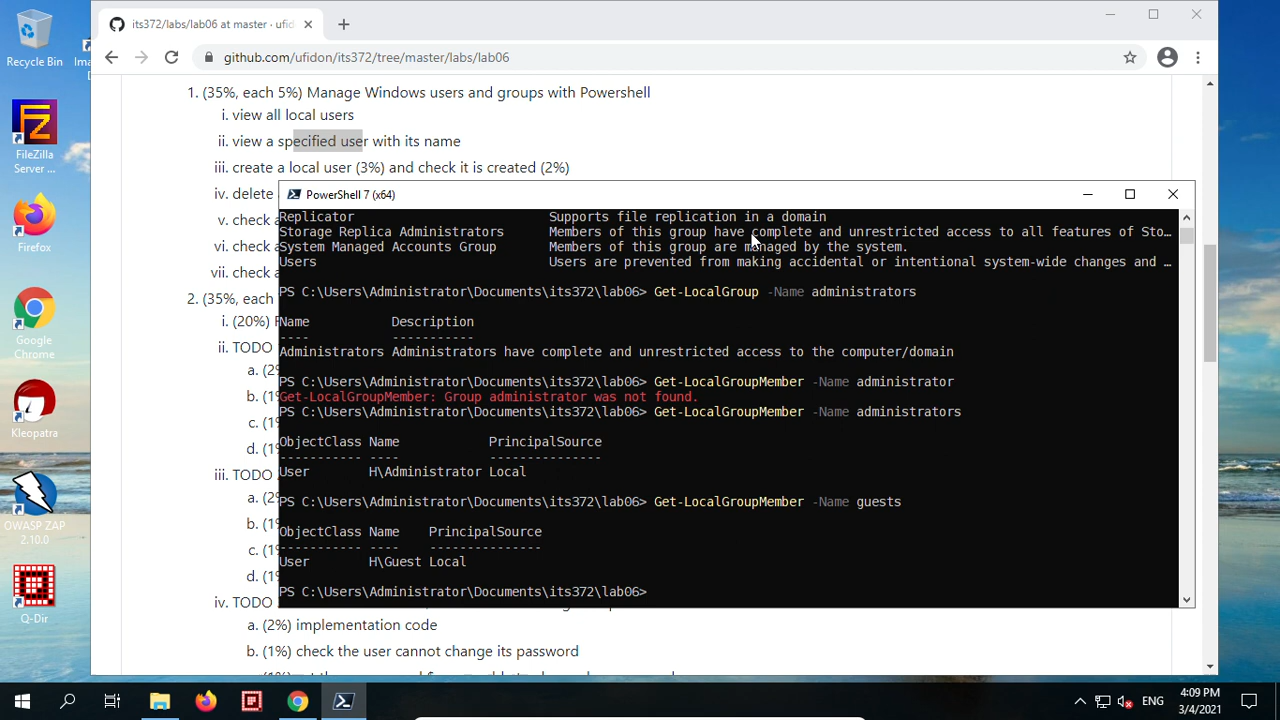 Recycle Bin
Ima
FileZilla
Server ...
Firefox
Google
Chrome
Kleopatra
OWASP ZAP
2.10.0
Q-Dir
its372/labs/lab06 at master · ufid
github.com/ufidon/its372/tree/master/labs/lab06
1. (35%, each 5%) Manage Windows users and groups with Powershell
i. view all local users
ii. view a specified user with its name
iii. create a local user (3%) and check it is created (2%)
iv. delete
v. check a
vi. check a
vii. check a
2. (35%, each
i. (20%)
ii. TODO
a. (2%
b. (1%
c. (1%
d. (1%
iii. TODO
a. (2%
b. (1%
c. (1%
d. (1%
iv. TODO
a. (2%) implementation code
b. (1%) check the user cannot change its password
PowerShell 7 (x64)
Replicator Supports file replication in a domain
Storage Replica Administrators Members of this group have complete and unrestricted access to all features of Sto…
System Managed Accounts Group Members of this group are managed by the system.
Users Users are prevented from making accidental or intentional system-wide changes and …
PS C:\Users\Administrator\Documents\its372\lab06> Get-LocalGroup -Name administrators
Name Description
---- -----------
Administrators Administrators have complete and unrestricted access to the computer/domain
PS C:\Users\Administrator\Documents\its372\lab06> Get-LocalGroupMember -Name administrator
Get-LocalGroupMember: Group administrator was not found.
PS C:\Users\Administrator\Documents\its372\lab06> Get-LocalGroupMember -Name administrators
ObjectClass Name PrincipalSource
----------- ---- ---------------
User H\Administrator Local
PS C:\Users\Administrator\Documents\its372\lab06> Get-LocalGroupMember -Name guests
ObjectClass Name PrincipalSource
----------- ---- ---------------
User H\Guest Local
PS C:\Users\Administrator\Documents\its372\lab06>
ENG
4:09 PM
3/4/2021